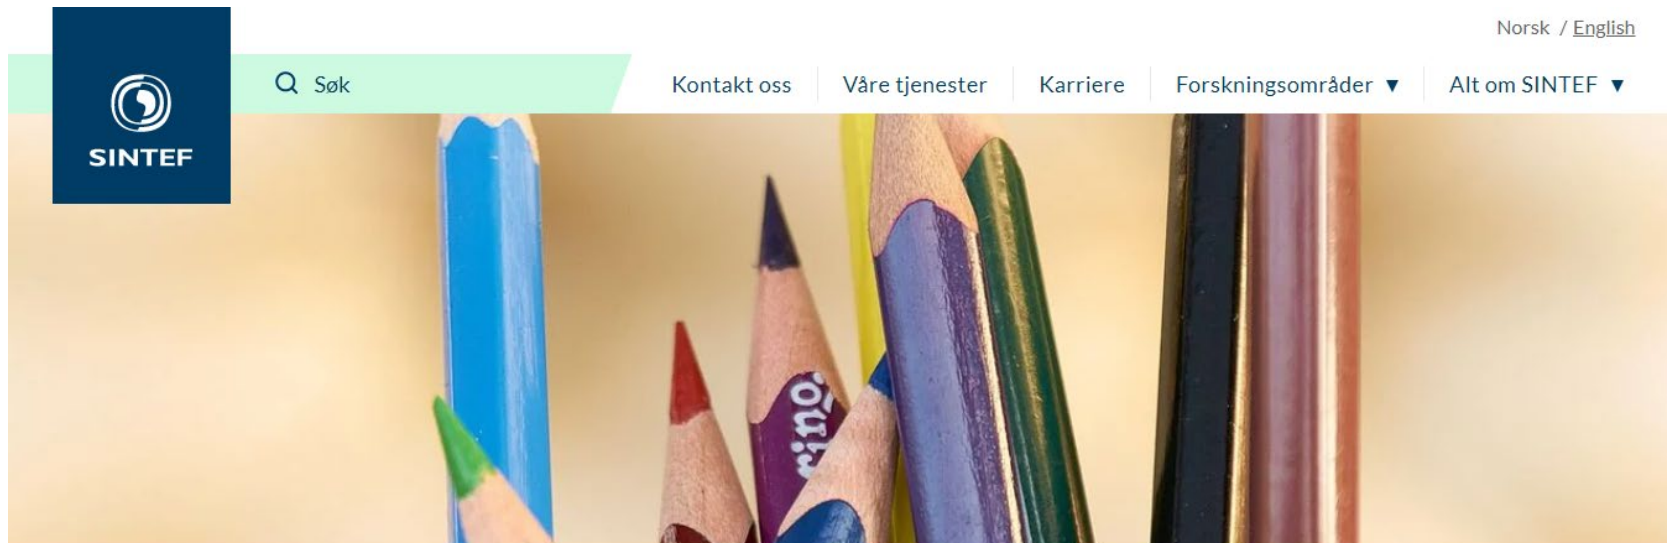 Norsk / English
Søk
Kontakt oss
Våre tjenester
Karriere
Forskningsområder ▼
Alt om SINTEF ▼
SINTEF